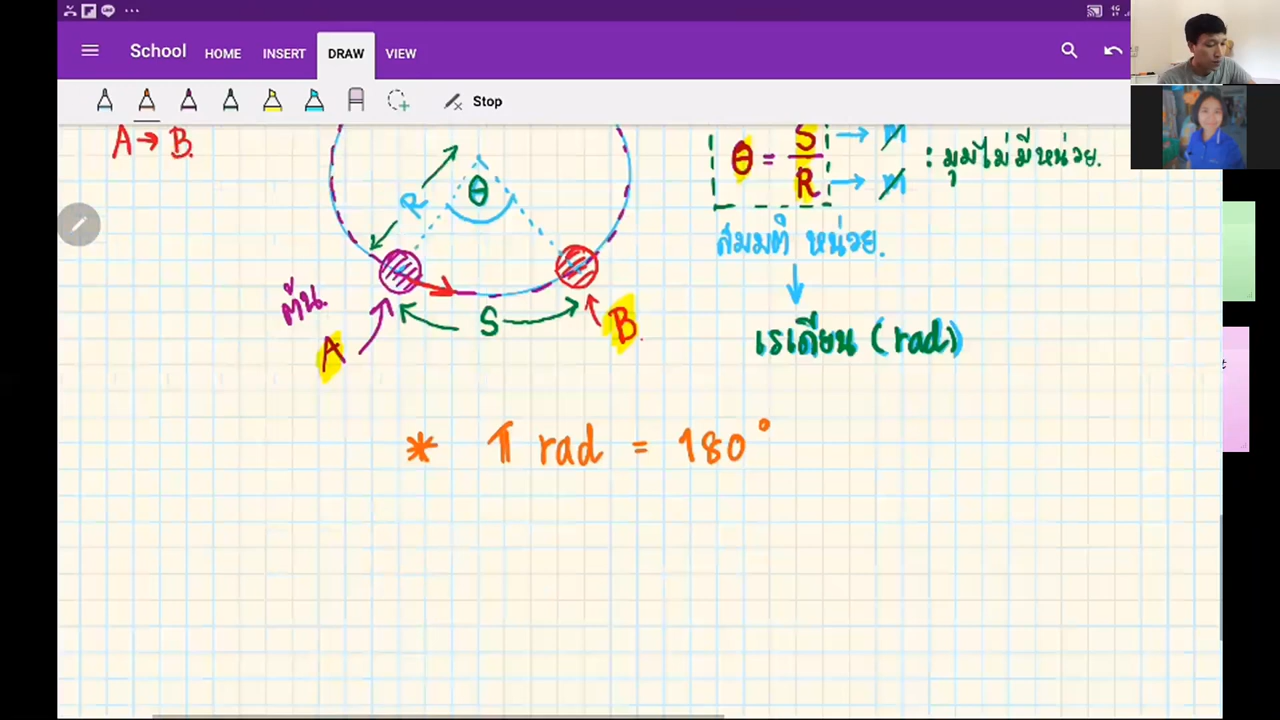 School HOME INSERT DRAW VIEW
4G
Stop
A → B.
θ = S/R → m
→ m
: มุมไม่มีหน่วย.
R
θ
สมมติ หน่วย.
ต้น.
S
A
B
เรเดียน (rad)
* π rad = 180°